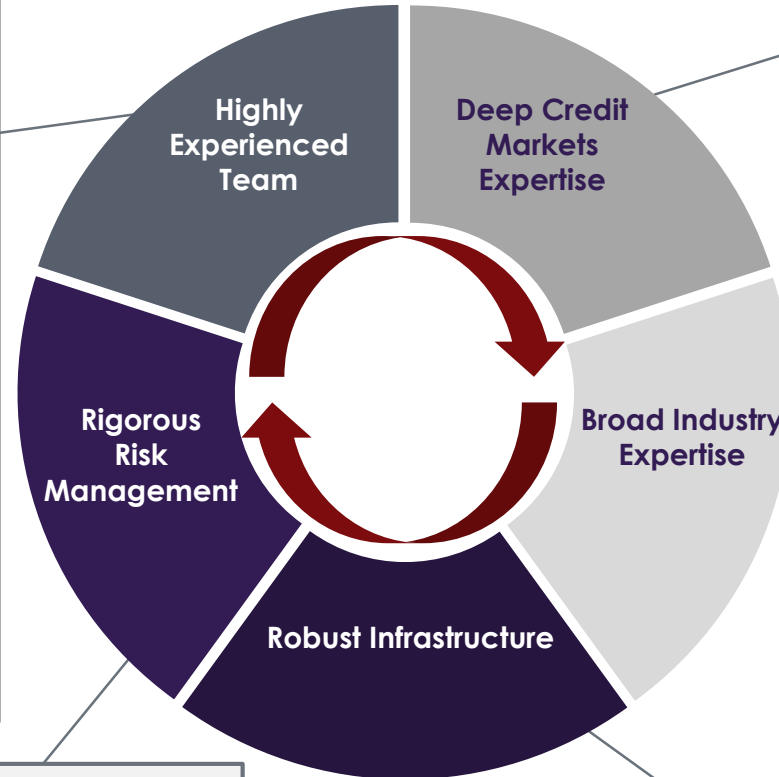 Highly
Experienced
Team
Deep Credit
Markets
Expertise
Broad Industry
Expertise
Robust Infrastructure
Rigorous
Risk
Management